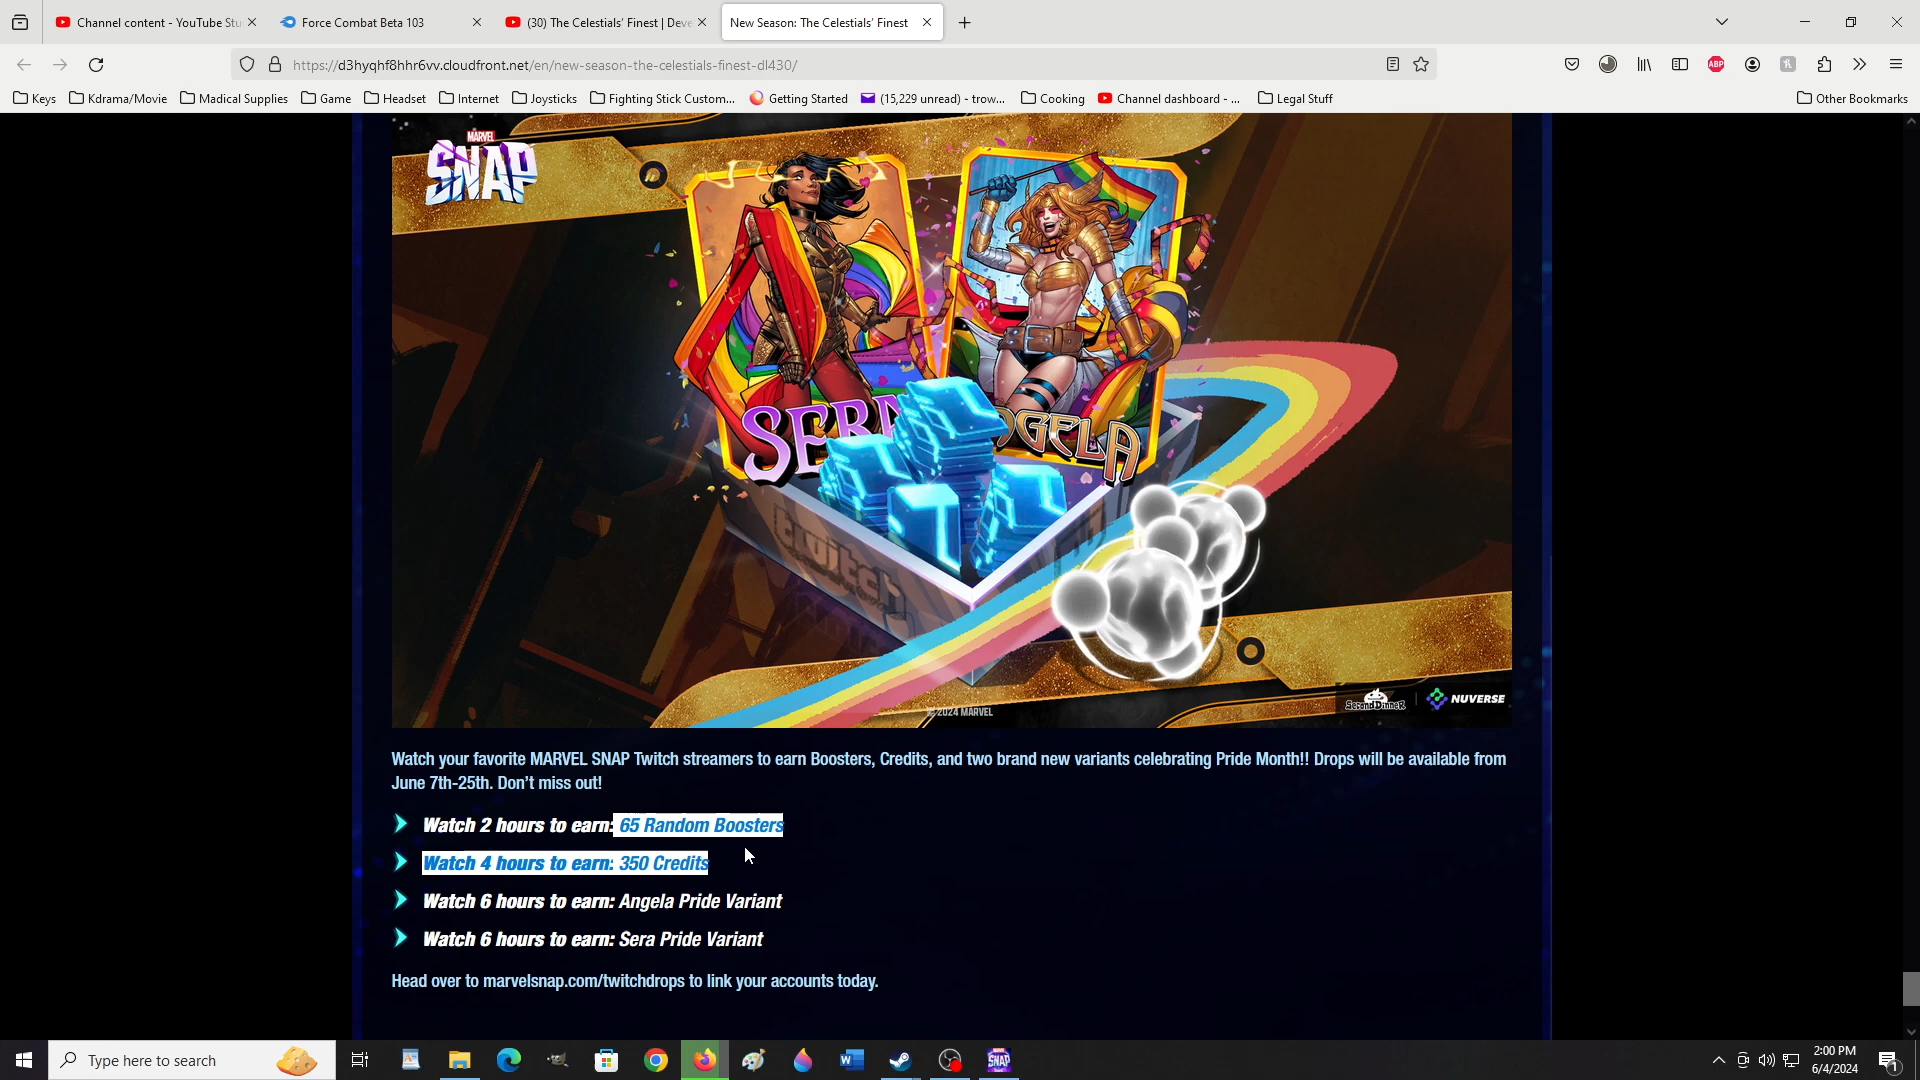 Channel content - YouTube Stu
Force Combat Beta 103
(30) The Celestials' Finest | Deve
New Season: The Celestials' Finest
https://d3hyqhf8hhr6vv.cloudfront.net/en/new-season-the-celestials-finest-dl430/
ABP
Keys
Kdrama/Movie
Madical Supplies
Game
Headset
Internet
Joysticks
Fighting Stick Custom...
Getting Started
(15,229 unread) - trow...
Cooking
Channel dashboard - ...
Legal Stuff
Other Bookmarks
MARVEL
SNAP
twitch
© 2024 MARVEL
SECOND DINNER
NUVERSE
Watch your favorite MARVEL SNAP Twitch streamers to earn Boosters, Credits, and two brand new variants celebrating Pride Month!! Drops will be available from
June 7th-25th. Don't miss out!
Watch 2 hours to earn: 65 Random Boosters
Watch 4 hours to earn: 350 Credits
Watch 6 hours to earn: Angela Pride Variant
Watch 6 hours to earn: Sera Pride Variant
Head over to marvelsnap.com/twitchdrops to link your accounts today.
Type here to search
SNAP
2:00 PM
6/4/2024
1